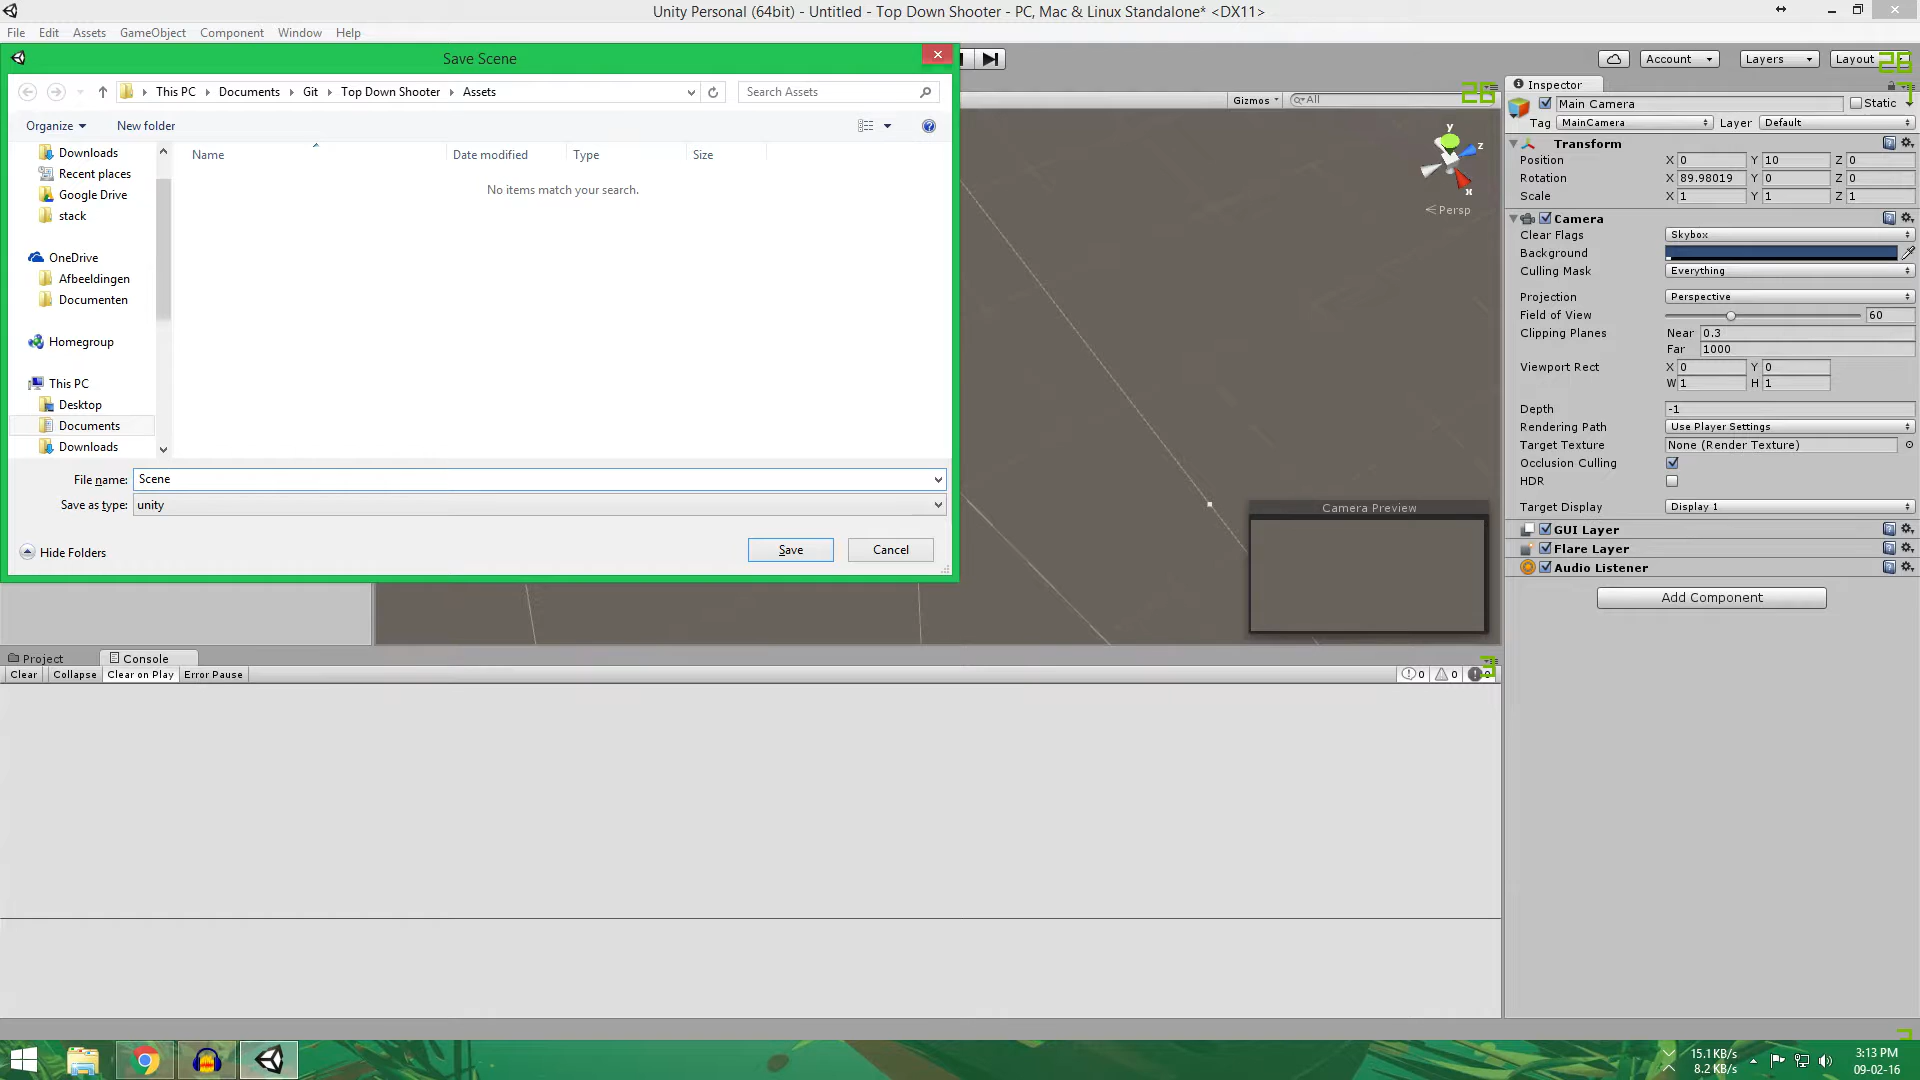 Unity Personal (64bit) - Untitled - Top Down Shooter - PC, Mac & Linux Standalone* <DX11>
File Edit Assets GameObject Component Window Help
Save Scene
Account Layers Layout
26
This PC Documents Git Top Down Shooter Assets
Search Assets
Organize New folder
Name Date modified Type Size
No items match your search.
Downloads
Recent places
Google Drive
stack
OneDrive
Afbeeldingen
Documenten
Homegroup
This PC
Desktop
Documents
Downloads
File name: Scene
Save as type: unity
Hide Folders
Save Cancel
Gizmos All
26
y
z
x
Persp
Camera Preview
Inspector
Main Camera Static
Tag MainCamera Layer Default
Transform
Position X 0 Y 10 Z 0
Rotation X 89.98019 Y 0 Z 0
Scale X 1 Y 1 Z 1
Camera
Clear Flags Skybox
Background
Culling Mask Everything
Projection Perspective
Field of View 60
Clipping Planes Near 0.3
Far 1000
Viewport Rect X 0 Y 0
W 1 H 1
Depth -1
Rendering Path Use Player Settings
Target Texture None (Render Texture)
Occlusion Culling
HDR
Target Display Display 1
GUI Layer
Flare Layer
Audio Listener
Add Component
Project Console
Clear Collapse Clear on Play Error Pause
0 0
3
15.1 KB/s
8.2 KB/s
3:13 PM
09-02-16